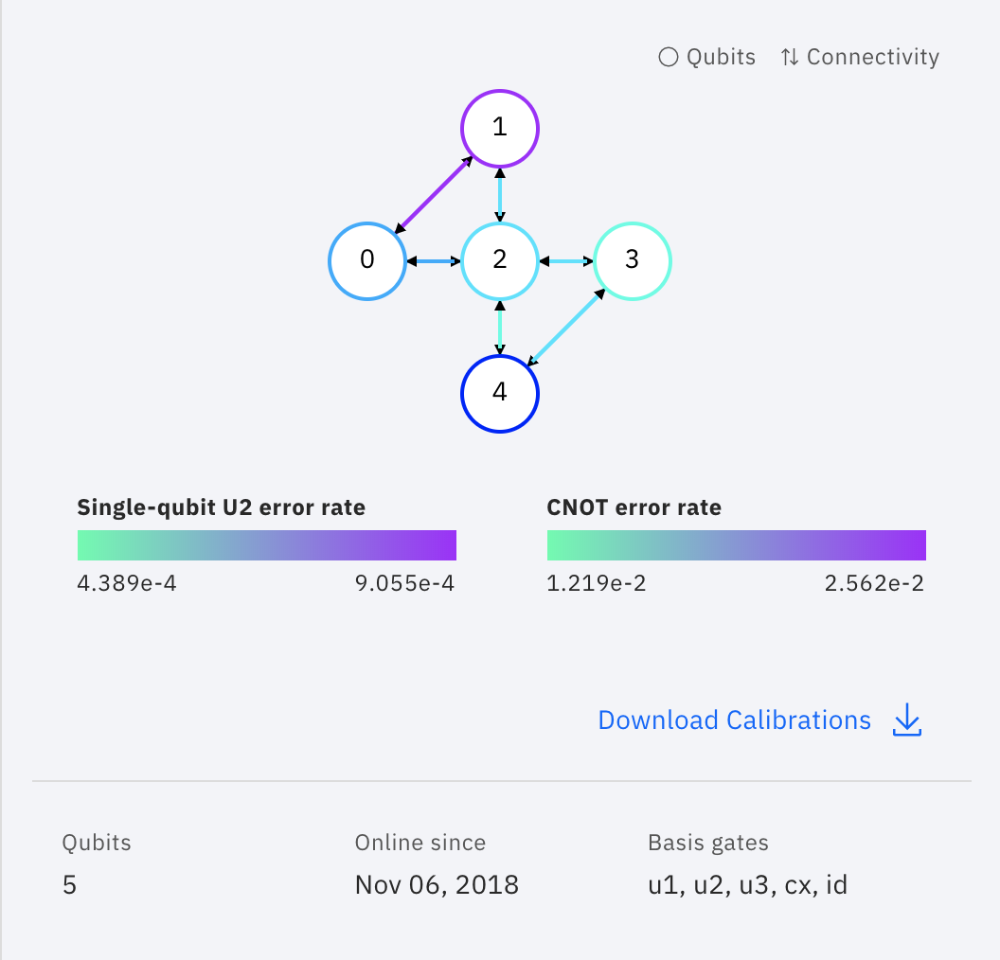 Qubits Connectivity
1
0 2 3
4
Single-qubit U2 error rate CNOT error rate
4.389e-4 9.055e-4 1.219e-2 2.562e-2
Download Calibrations
Qubits Online since Basis gates
5 Nov 06, 2018 u1, u2, u3, cx, id